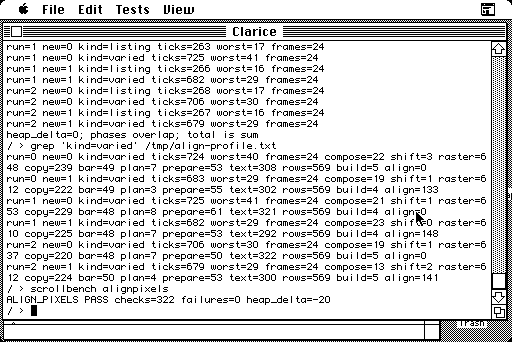 File Edit Tests View
Clarice
run=1 new=0 kind=listing ticks=263 worst=17 frames=24
run=1 new=0 kind=varied ticks=725 worst=41 frames=24
run=1 new=1 kind=listing ticks=266 worst=16 frames=24
run=1 new=1 kind=varied ticks=682 worst=29 frames=24
run=2 new=0 kind=listing ticks=268 worst=17 frames=24
run=2 new=0 kind=varied ticks=706 worst=30 frames=24
run=2 new=1 kind=listing ticks=267 worst=16 frames=24
run=2 new=1 kind=varied ticks=679 worst=29 frames=24
heap_delta=0; phases overlap; total is sum
/ > grep 'kind=varied' /tmp/align-profile.txt
run=0 new=0 kind=varied ticks=724 worst=40 frames=24 compose=22 shift=3 raster=6
48 copy=239 bar=49 plan=7 prepare=53 text=308 rows=569 build=5 align=0
run=0 new=1 kind=varied ticks=683 worst=29 frames=24 compose=19 shift=1 raster=6
12 copy=222 bar=49 plan=3 prepare=55 text=302 rows=569 build=4 align=133
run=1 new=0 kind=varied ticks=725 worst=41 frames=24 compose=21 shift=1 raster=6
53 copy=229 bar=48 plan=8 prepare=61 text=321 rows=569 build=4 align=0
run=1 new=1 kind=varied ticks=682 worst=29 frames=24 compose=23 shift=0 raster=6
10 copy=225 bar=48 plan=7 prepare=53 text=292 rows=569 build=4 align=148
run=2 new=0 kind=varied ticks=706 worst=30 frames=24 compose=19 shift=1 raster=6
37 copy=220 bar=48 plan=7 prepare=50 text=322 rows=569 build=5 align=0
run=2 new=1 kind=varied ticks=679 worst=29 frames=24 compose=13 shift=2 raster=6
12 copy=224 bar=50 plan=4 prepare=53 text=300 rows=569 build=5 align=141
/ > scrollbench alignpixels
ALIGN_PIXELS PASS checks=322 failures=0 heap_delta=-20
/ >
Trash